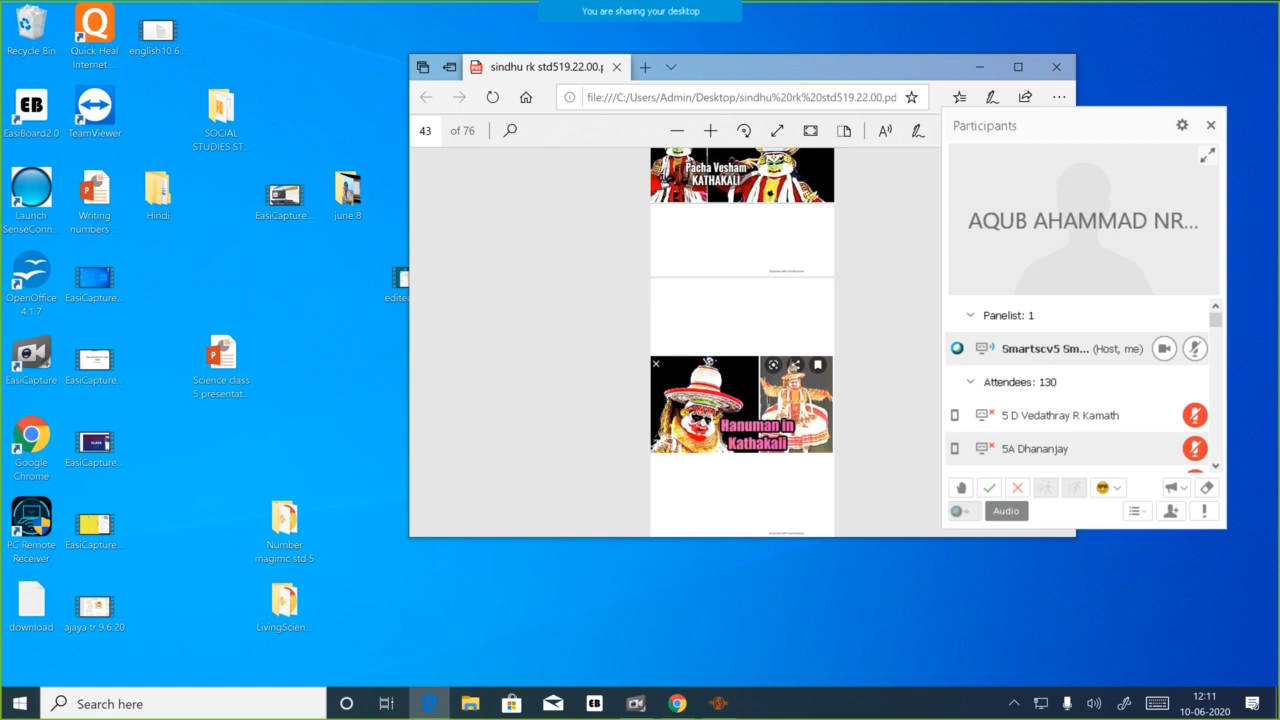 You are sharing your desktop
Recycle Bin
Quick Heal
Internet ...
english10.6..
EasiBoard2.0
TeamViewer
SOCIAL
STUDIES ST...
Launch
SenseConn...
Writing
numbers ...
Hindi
EasiCapture...
june 8
OpenOffice
4.1.7
EasiCapture...
EasiCapture
EasiCapture...
Science class
5 presentat...
Google
Chrome
EasiCapture...
PC Remote
Receiver
EasiCapture...
Number
magimc std 5
download
ajaya tr 9.6.20
LivingScien...
sindhu rk std519.22.00.p
file:///C:/Users/Admin/Desktop/sindhu%20rk%20std519.22.00.pd
43 of 76
Pacha Vesham
KATHAKALI
Hanuman in
Kathakali
Participants
AQUB AHAMMAD NR...
Panelist: 1
Smartscv5 Sm... (Host, me)
Attendees: 130
5 D Vedathray R Kamath
5A Dhananjay
Audio
Search here
EB
12:11
10-06-2020